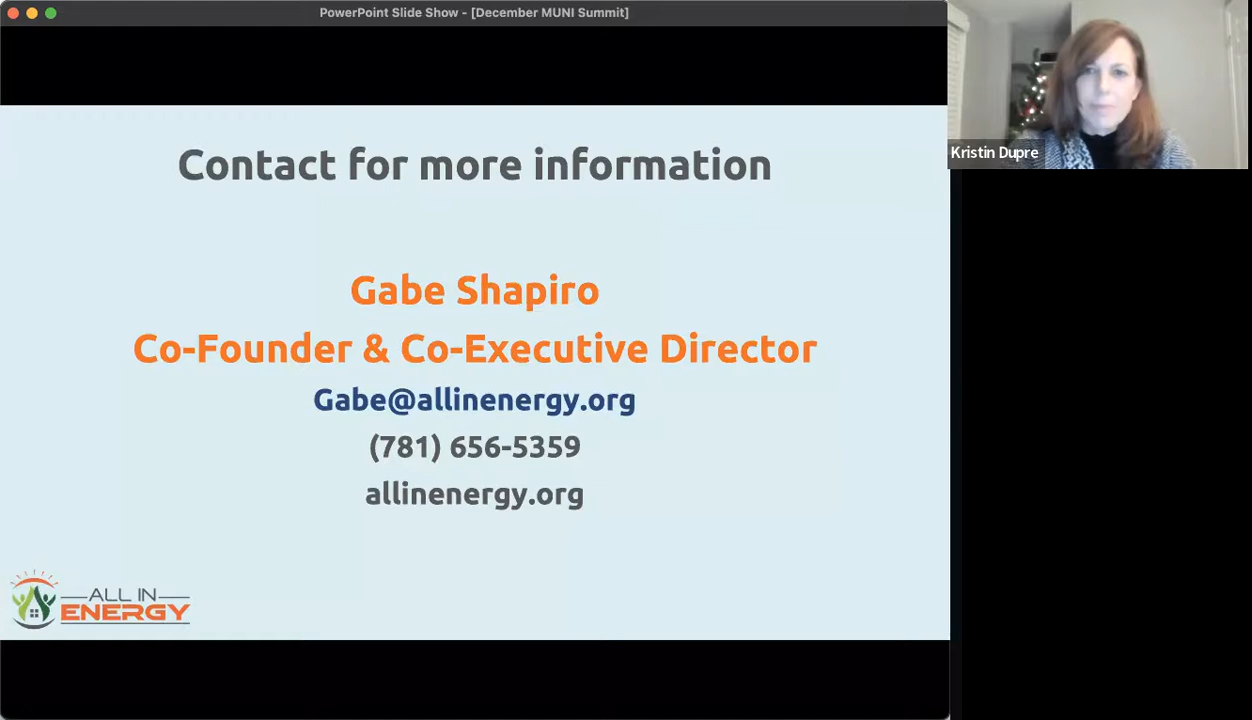 PowerPoint Slide Show - [December MUNI Summit]
Kristin Dupre
Contact for more information
Gabe Shapiro
Co-Founder & Co-Executive Director
Gabe@allinenergy.org
(781) 656-5359
allinenergy.org
ALL IN
ENERGY